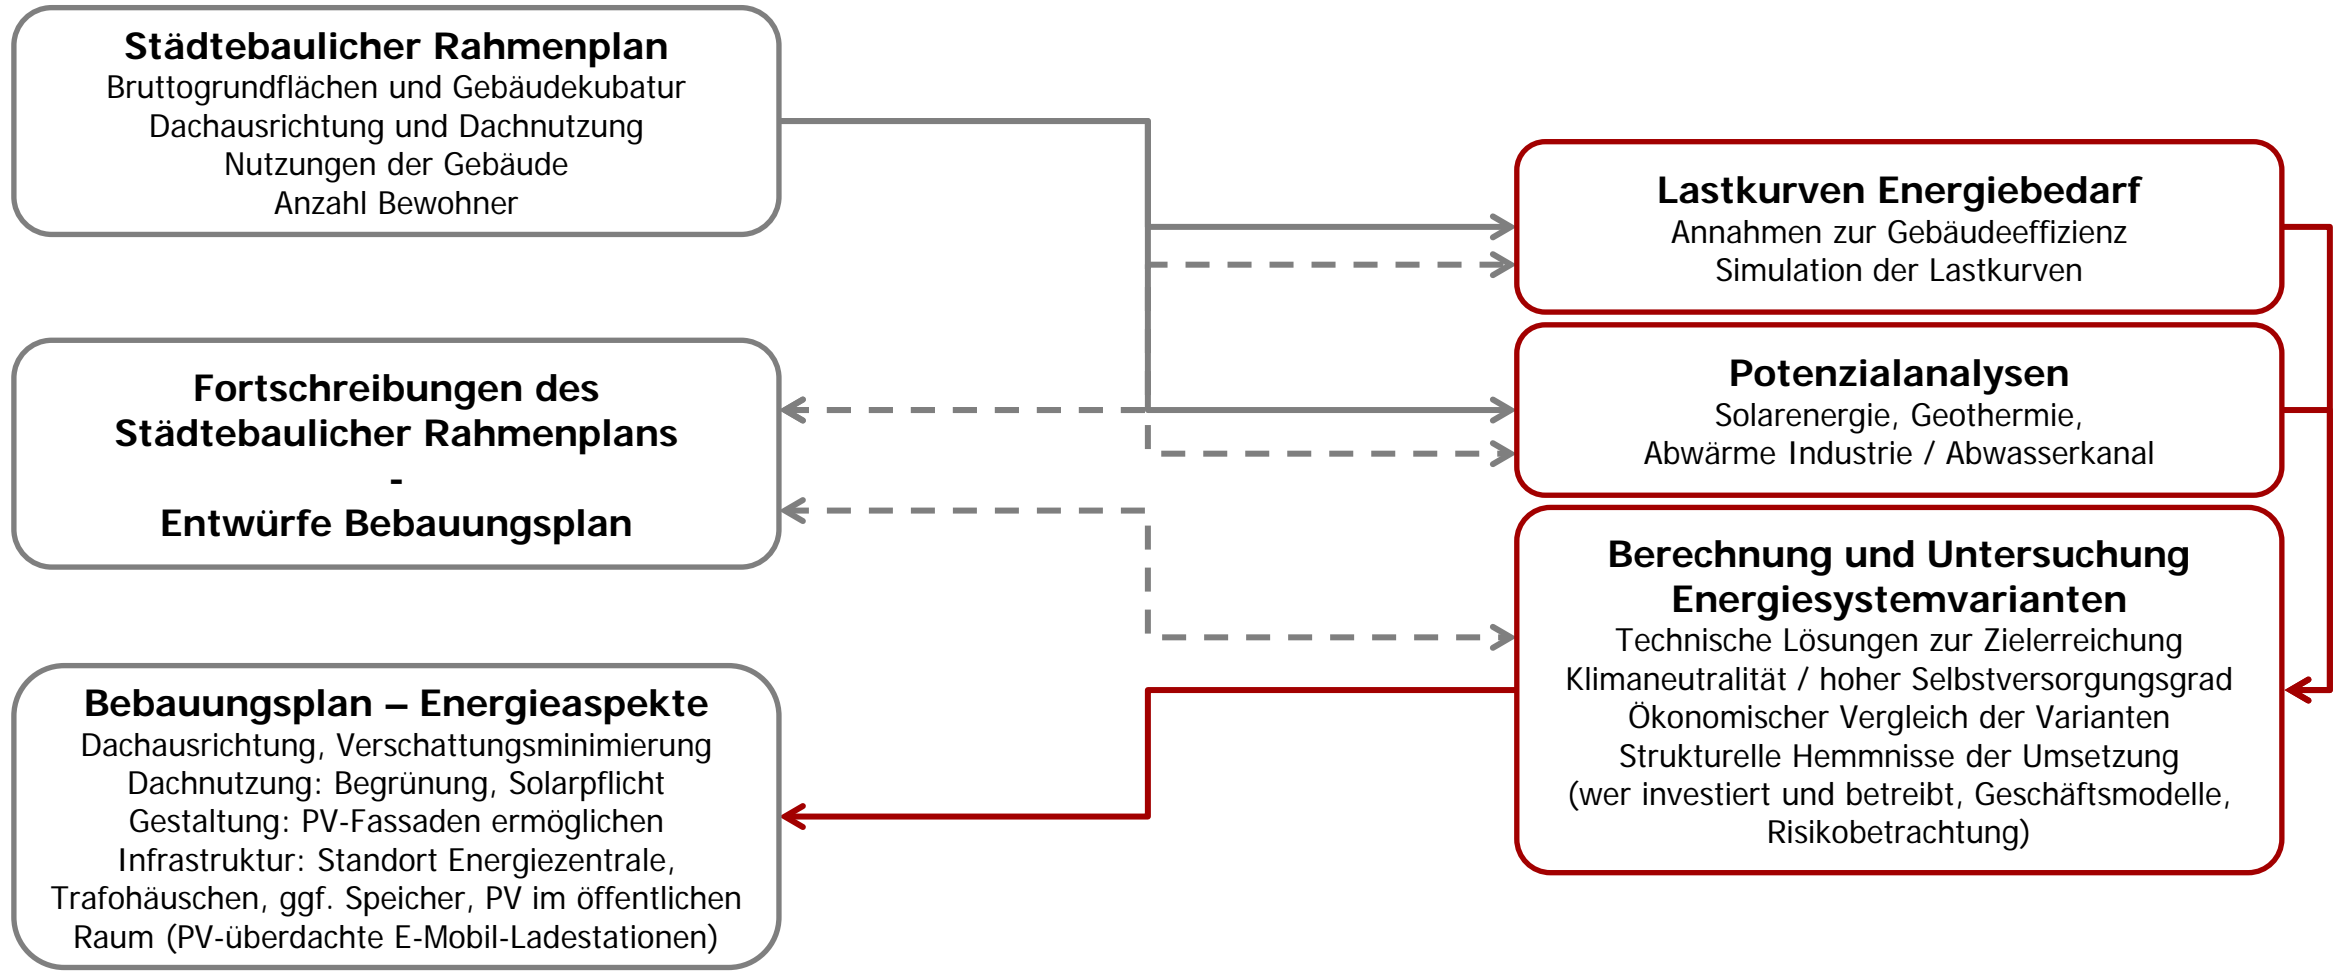 Städtebaulicher Rahmenplan
Bruttogrundflächen und Gebäudekubatur
Dachausrichtung und Dachnutzung
Nutzungen der Gebäude
Anzahl Bewohner
Fortschreibungen des
Städtebaulicher Rahmenplans
-
Entwürfe Bebauungsplan
Bebauungsplan – Energieaspekte
Dachausrichtung, Verschattungsminimierung
Dachnutzung: Begrünung, Solarpflicht
Gestaltung: PV-Fassaden ermöglichen
Infrastruktur: Standort Energiezentrale,
Trafohäuschen, ggf. Speicher, PV im öffentlichen
Raum (PV-überdachte E-Mobil-Ladestationen)
Lastkurven Energiebedarf
Annahmen zur Gebäudeeffizienz
Simulation der Lastkurven
Potenzialanalysen
Solarenergie, Geothermie,
Abwärme Industrie / Abwasserkanal
Berechnung und Untersuchung
Energiesystemvarianten
Technische Lösungen zur Zielerreichung
Klimaneutralität / hoher Selbstversorgungsgrad
Ökonomischer Vergleich der Varianten
Strukturelle Hemmnisse der Umsetzung
(wer investiert und betreibt, Geschäftsmodelle,
Risikobetrachtung)